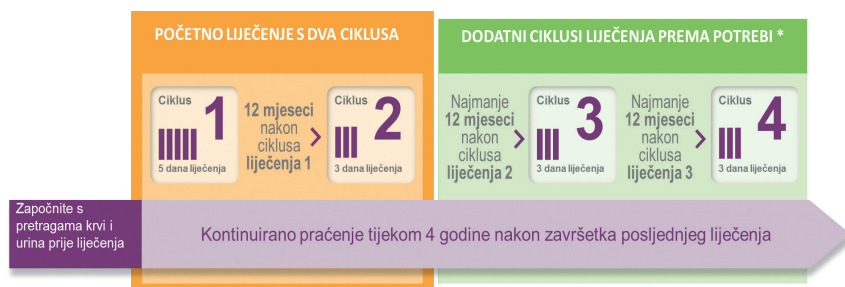 POČETNO LIJEČENJE S DVA CIKLUSA
DODATNI CIKLUSI LIJEČENJA PREMA POTREBI *
Ciklus
1
5 dana liječenja
12 mjeseci
nakon
ciklusa
liječenja 1
Ciklus
2
3 dana liječenja
Najmanje
12 mjeseci
nakon
ciklusa
liječenja 2
Ciklus
3
3 dana liječenja
Najmanje
12 mjeseci
nakon
ciklusa
liječenja 3
Ciklus
4
3 dana liječenja
Započnite s
pretragama krvi i
urina prije liječenja
Kontinuirano praćenje tijekom 4 godine nakon završetka posljednjeg liječenja